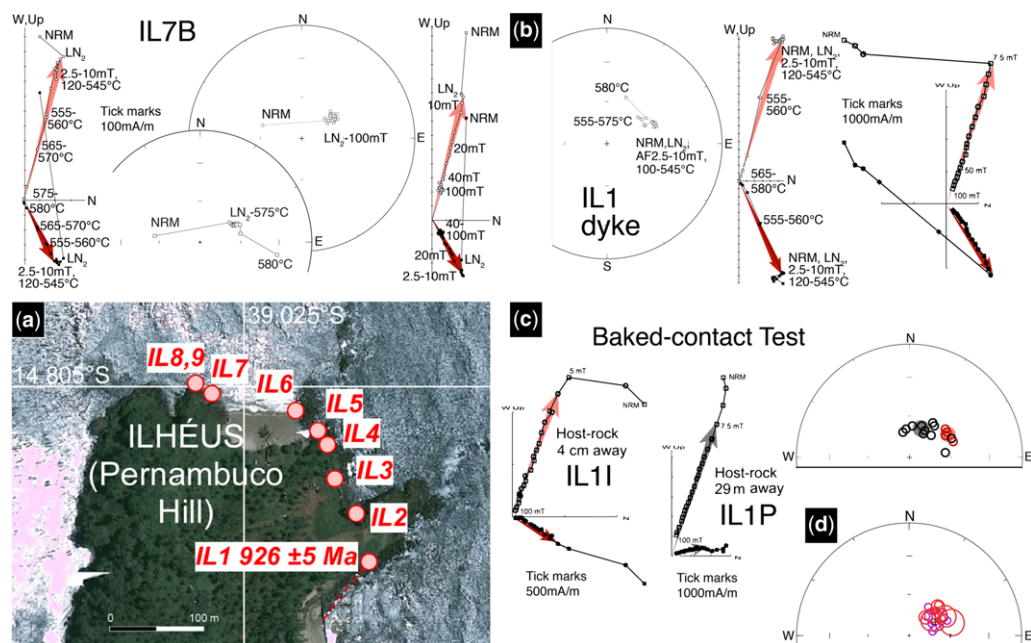 IL7B
W,Up
NRM
LN2
2.5-10mT,
120-545°C
555-
560°C
565-
570°C
575-
580°C
N
565-570°C
555-560°C
LN2
2.5-10mT,
120-545°C
Tick marks
100mA/m
N
NRM
LN2-100mT
E
N
NRM
LN2-575°C
580°C
E
W,Up
NRM
LN2
10mT
NRM
20mT
40mT
100mT
N
40-
100mT
20mT
LN2
2.5-10mT
(b)
N
580°C
555-575°C
NRM,LN2,
AF2.5-10mT,
100-545°C
E
IL1
dyke
S
W,Up
NRM, LN2,
2.5-10mT,
120-545°C
555-
560°C
565-
580°C
N
555-
560°C
NRM, LN2,
2.5-10mT,
120-545°C
NRM
Tick marks
1000mA/m
W Up
7 5 mT
50 mT
100 mT
N
(a)
39.025°S
14.805°S
IL8,9
IL7
IL6
IL5
IL4
IL3
IL2
IL1 926 ±5 Ma
ILHÉUS
(Pernambuco
Hill)
0
100 m
(c)
Baked-contact Test
5 mT
NRM
W Up
Host-rock
4 cm away
IL1I
100 mT
N
Tick marks
500mA/m
NRM
7 5 mT
W Up
Host-rock
29 m away
IL1P
100 mT
N
Tick marks
1000mA/m
N
W
E
(d)
N
W
E